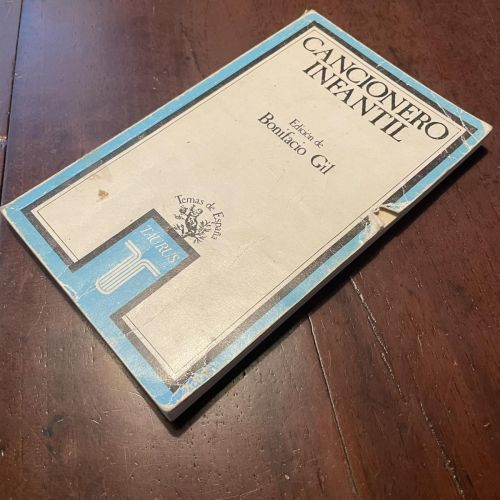 CANCIONERO
INFANTIL
Edición de
Bonifacio Gil
Temas de España
TAURUS